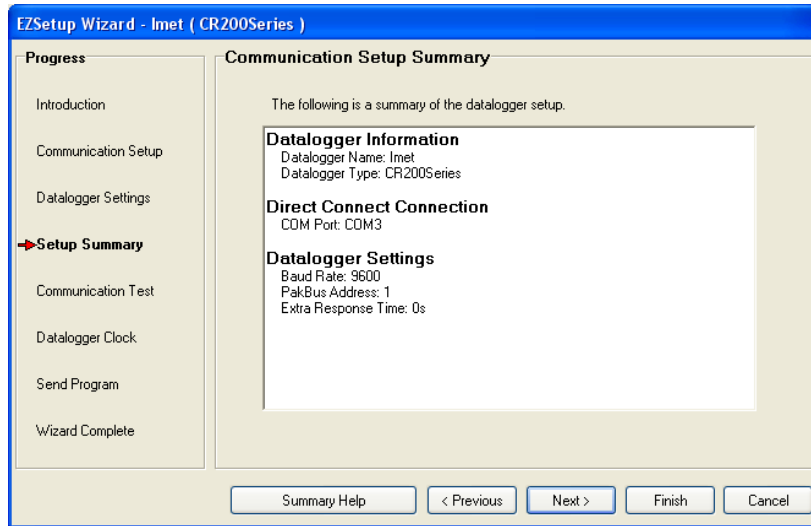 EZSetup Wizard - Imet ( CR200Series )
Progress
Introduction
Communication Setup
Datalogger Settings
Setup Summary
Communication Test
Datalogger Clock
Send Program
Wizard Complete
Communication Setup Summary
The following is a summary of the datalogger setup.
Datalogger Information
Datalogger Name: Imet
Datalogger Type: CR200Series
Direct Connect Connection
COM Port: COM3
Datalogger Settings
Baud Rate: 9600
PakBus Address: 1
Extra Response Time: 0s
Summary Help
< Previous
Next >
Finish
Cancel